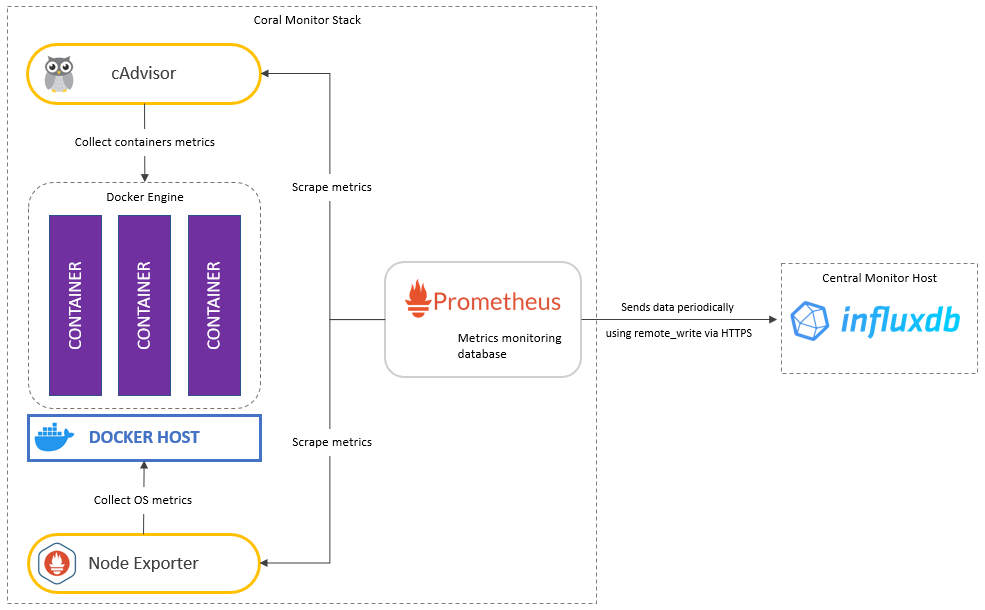 Coral Monitor Stack
cAdvisor
Collect containers metrics
Docker Engine
CONTAINER
CONTAINER
CONTAINER
DOCKER HOST
Collect OS metrics
Node Exporter
Scrape metrics
Scrape metrics
Prometheus
Metrics monitoring
database
Sends data periodically
using remote_write via HTTPS
Central Monitor Host
influxdb